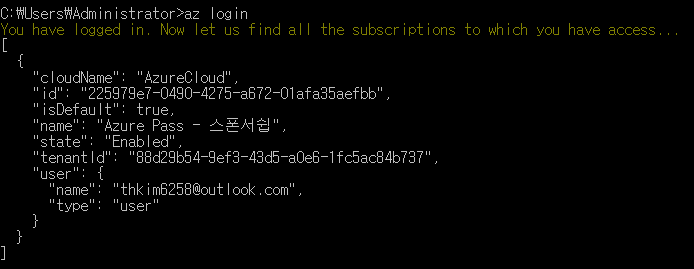 C:₩Users₩Administrator>az login
You have logged in. Now let us find all the subscriptions to which you have access...
[
  {
    "cloudName": "AzureCloud",
    "id": "225979e7-0490-4275-a672-01afa35aefbb",
    "isDefault": true,
    "name": "Azure Pass - 스폰서쉽",
    "state": "Enabled",
    "tenantId": "88d29b54-9ef3-43d5-a0e6-1fc5ac84b737",
    "user": {
      "name": "thkim6258@outlook.com",
      "type": "user"
    }
  }
]